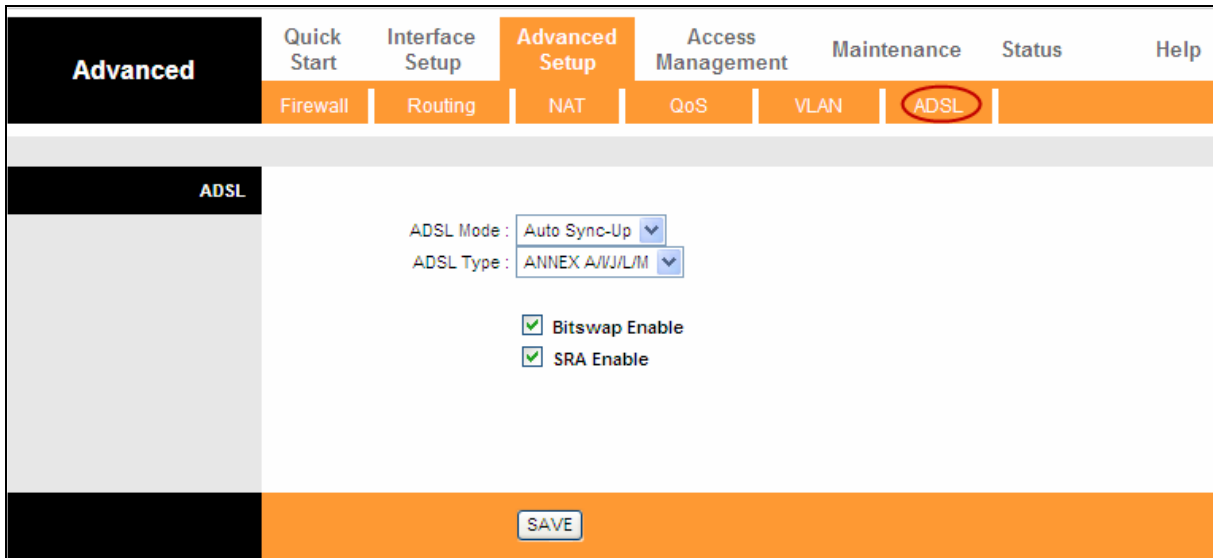 Advanced
Quick Start
Interface Setup
Advanced Setup
Access Management
Maintenance
Status
Help
Firewall
Routing
NAT
QoS
VLAN
ADSL
ADSL
ADSL Mode : Auto Sync-Up
ADSL Type : ANNEX A/I/J/L/M
Bitswap Enable
SRA Enable
SAVE